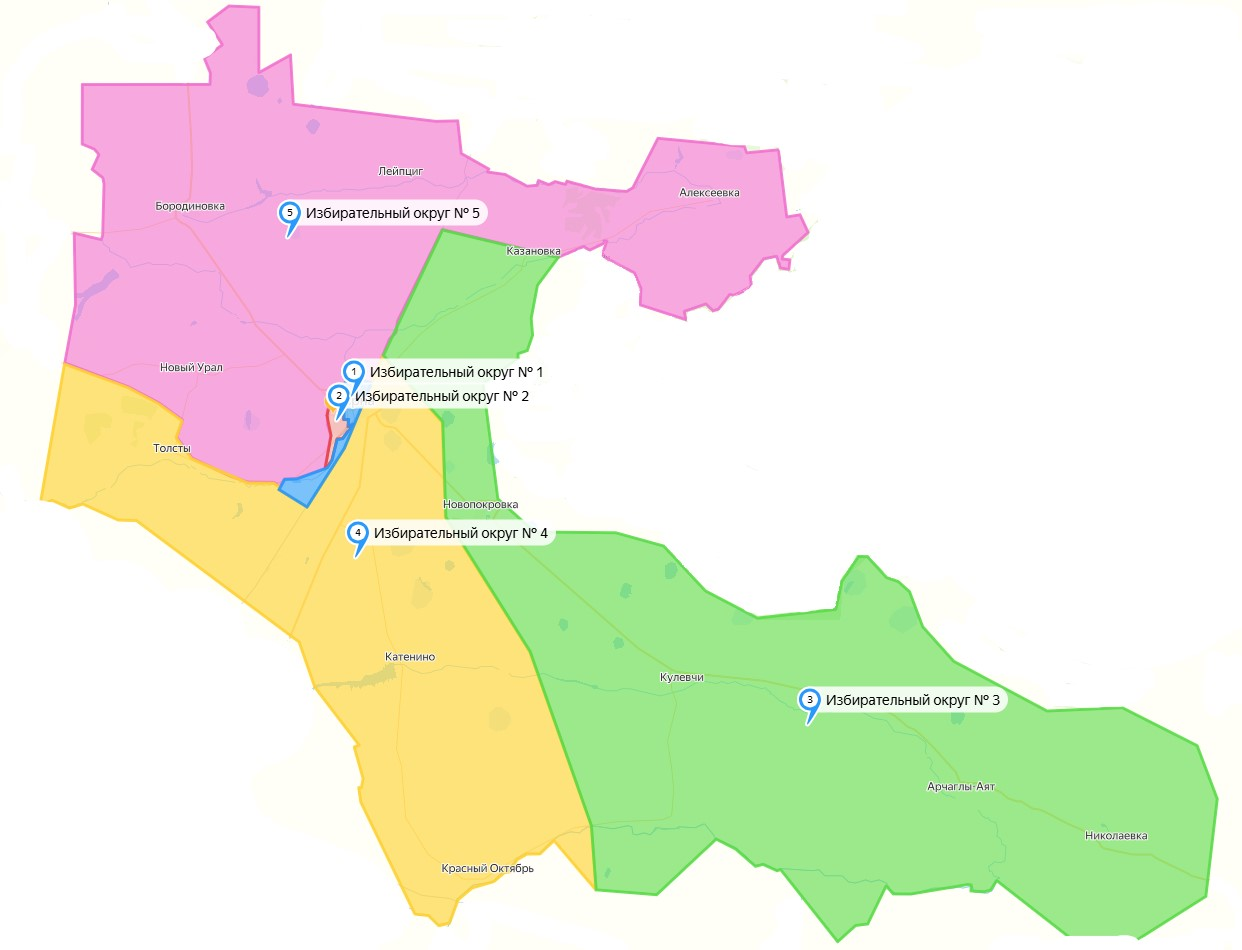 Лейпциг
Алексеевка
Бородиновка
5 Избирательный округ № 5
Казановка
Новый Урал
1 Избирательный округ № 1
2 Избирательный округ № 2
Толсты
Новопокровка
4 Избирательный округ № 4
Катенино
Кулевчи
3 Избирательный округ № 3
Арчаглы-Аят
Николаевка
Красный Октябрь